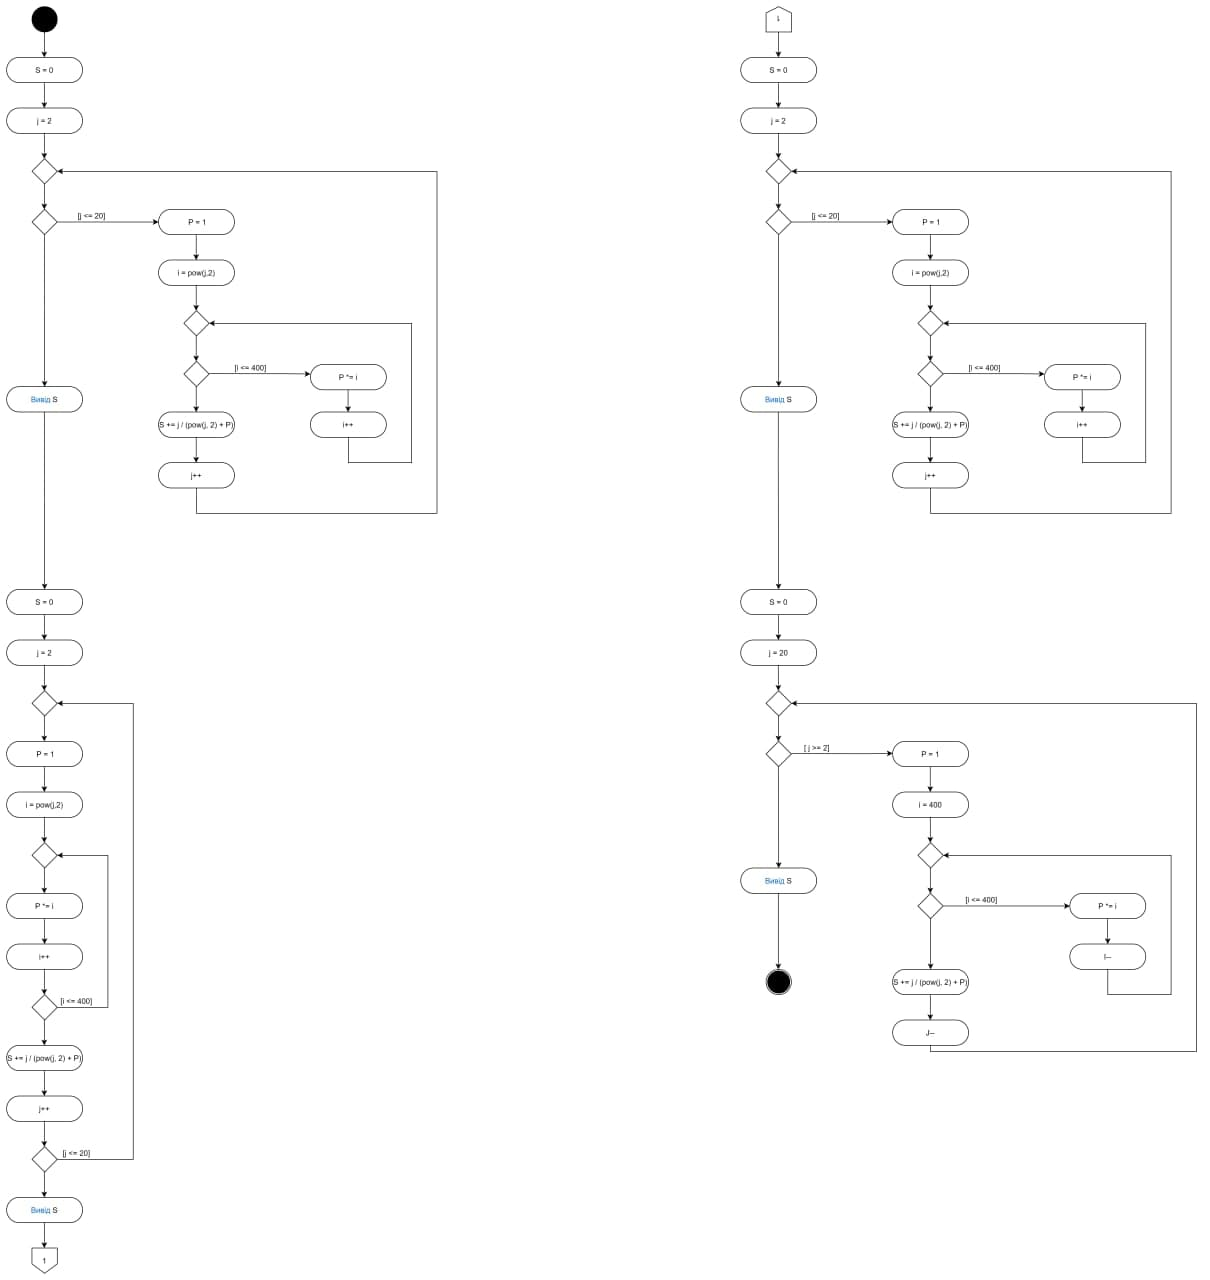 S = 0
j = 2
[j <= 20]
P = 1
i = pow(j,2)
[i <= 400]
P *= i
i++
S += j / (pow(j, 2) + P)
j++
Вивід S
S = 0
j = 2
P = 1
i = pow(j,2)
P *= i
i++
[i <= 400]
S += j / (pow(j, 2) + P)
j++
[j <= 20]
Вивід S
1
1
S = 0
j = 2
[j <= 20]
P = 1
i = pow(j,2)
[i <= 400]
P *= i
i++
S += j / (pow(j, 2) + P)
j++
Вивід S
S = 0
j = 20
[ j >= 2]
P = 1
i = 400
[i <= 400]
P *= i
I--
S += j / (pow(j, 2) + P)
J--
Вивід S